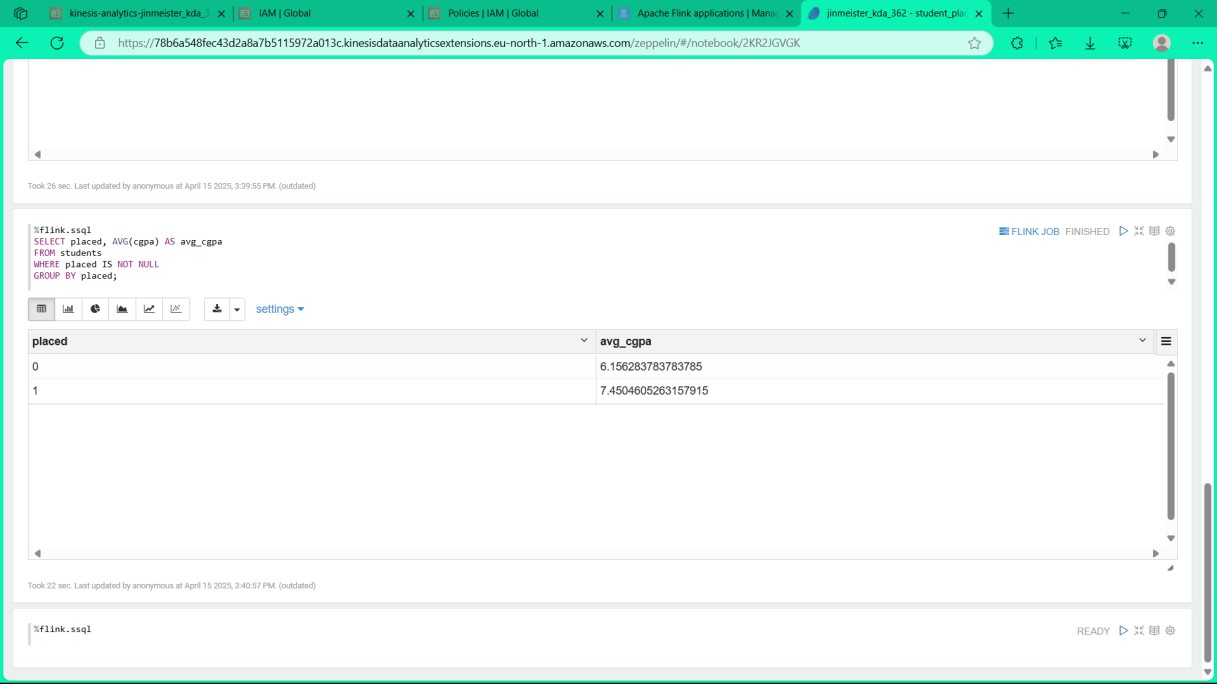 kinesis-analytics-jinmeister_kda_3
IAM | Global
Policies | IAM | Global
Apache Flink applications | Mana
jinmeister_kda_362 - student_pla
https://78b6a548fec43d2a8a7b5115972a013c.kinesisdataanalyticsextensions.eu-north-1.amazonaws.com/zeppelin/#/notebook/2KR2JGVGK
Took 26 sec. Last updated by anonymous at April 15 2025, 3:39:55 PM. (outdated)
%flink.ssql
FLINK JOB FINISHED
SELECT placed, AVG(cgpa) AS avg_cgpa
FROM students
WHERE placed IS NOT NULL
GROUP BY placed;
settings
placed avg_cgpa
0 6.156283783783785
1 7.4504605263157915
Took 22 sec. Last updated by anonymous at April 15 2025, 3:40:57 PM. (outdated)
%flink.ssql
READY